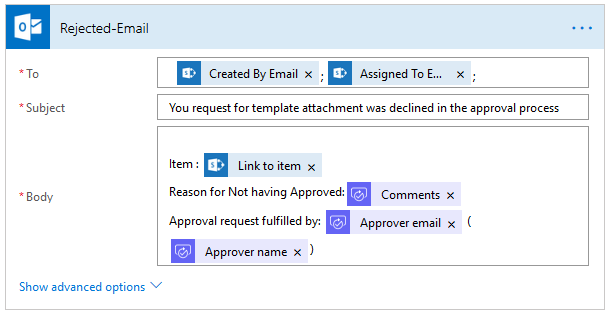 Rejected-Email ...
* To Created By Email × ; Assigned To E... × ;
* Subject You request for template attachment was declined in the approval process
Item : Link to item ×
Reason for Not having Approved: Comments ×
* Body
Approval request fulfilled by: Approver email × (
Approver name × )
Show advanced options